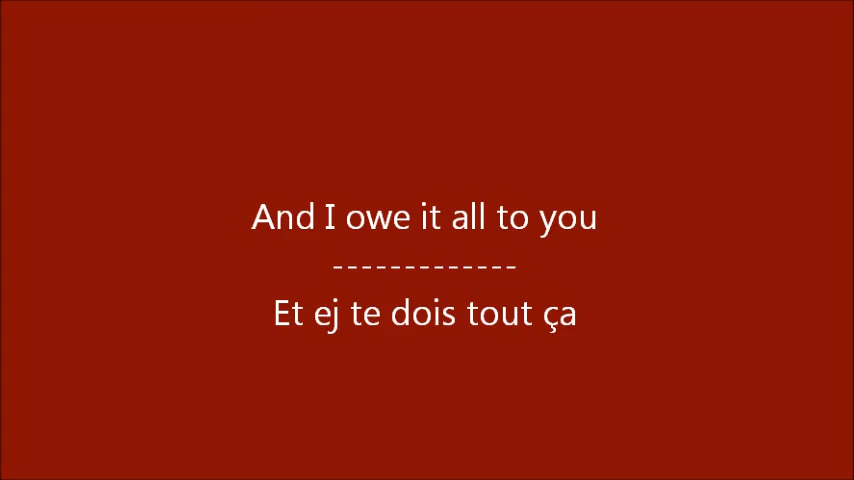 And I owe it all to you
-------------
Et ej te dois tout ça